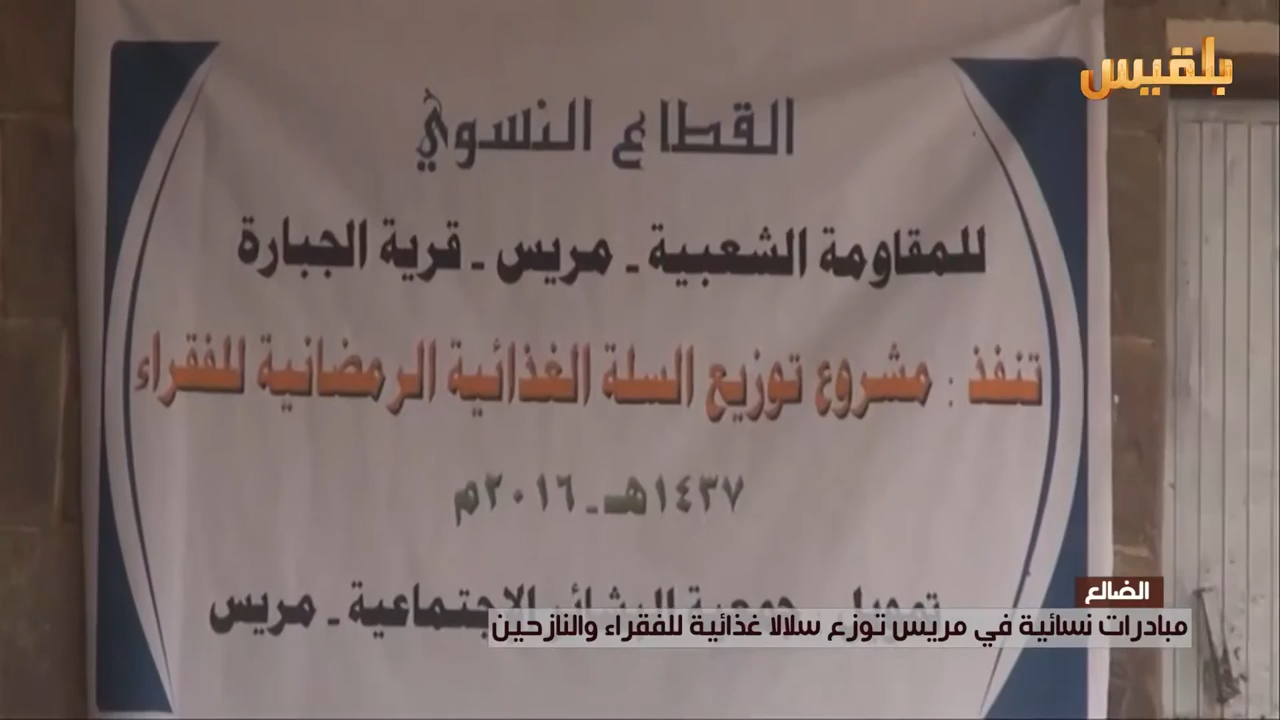 بلقيس
القطاع النسوي
للمقاومة الشعبية - مريس - قرية الجبارة
تنفذ : مشروع توزيع السلة الغذائية الرمضانية للفقراء
١٤٣٧هـ - ٢٠١٦م
الاجتماعية - مريس
الضالع
مبادرات نسائية في مريس توزع سلالا غذائية للفقراء والنازحين